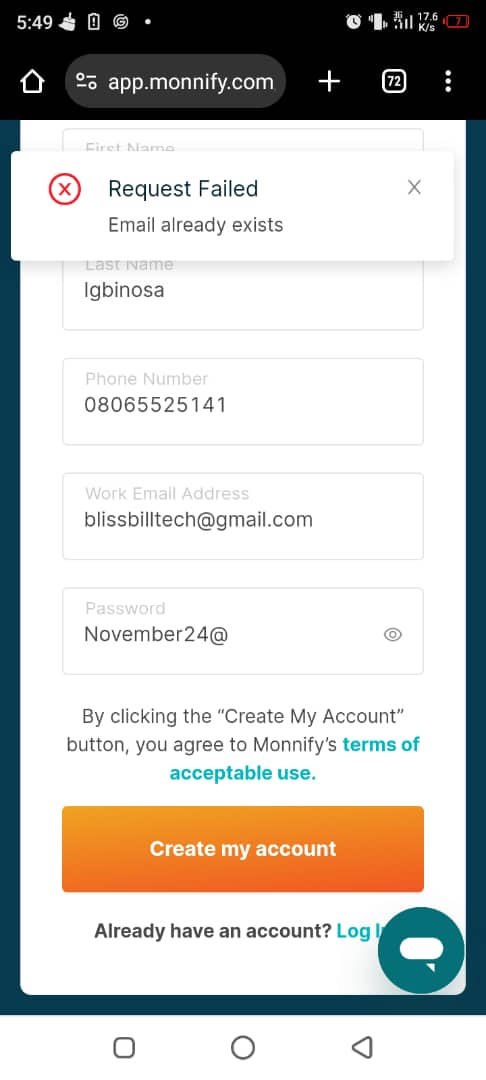 5:49
3G
17.6
K/s
7
app.monnify.com
72
First Name
Request Failed
Email already exists
Last Name
Igbinosa
Phone Number
08065525141
Work Email Address
blissbilltech@gmail.com
Password
November24@
By clicking the “Create My Account”
button, you agree to Monnify’s terms of
acceptable use.
Create my account
Already have an account? Log